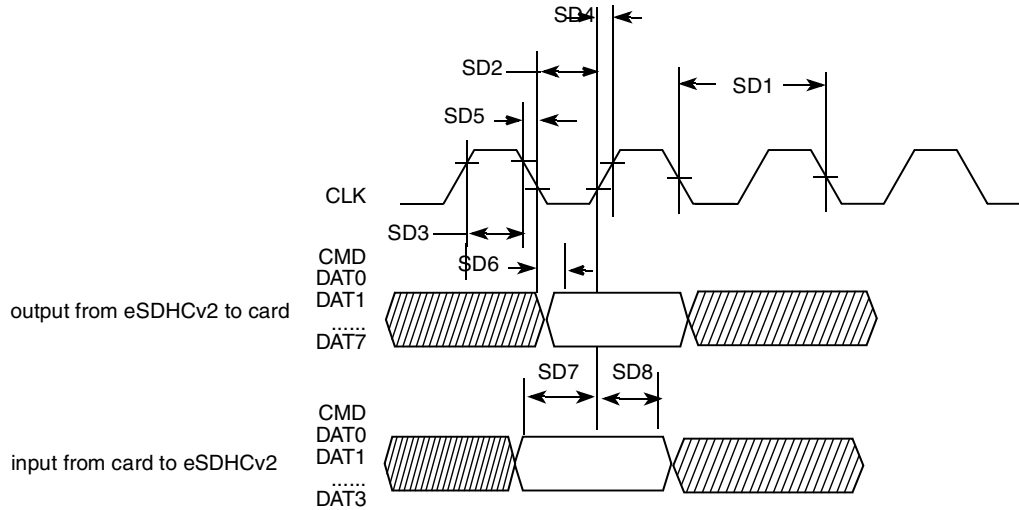 SD4
SD2
SD1
SD5
CLK
SD3
CMD
SD6
DAT0
output from eSDHCv2 to card
DAT1
......
DAT7
SD7
SD8
CMD
DAT0
input from card to eSDHCv2
DAT1
......
DAT3